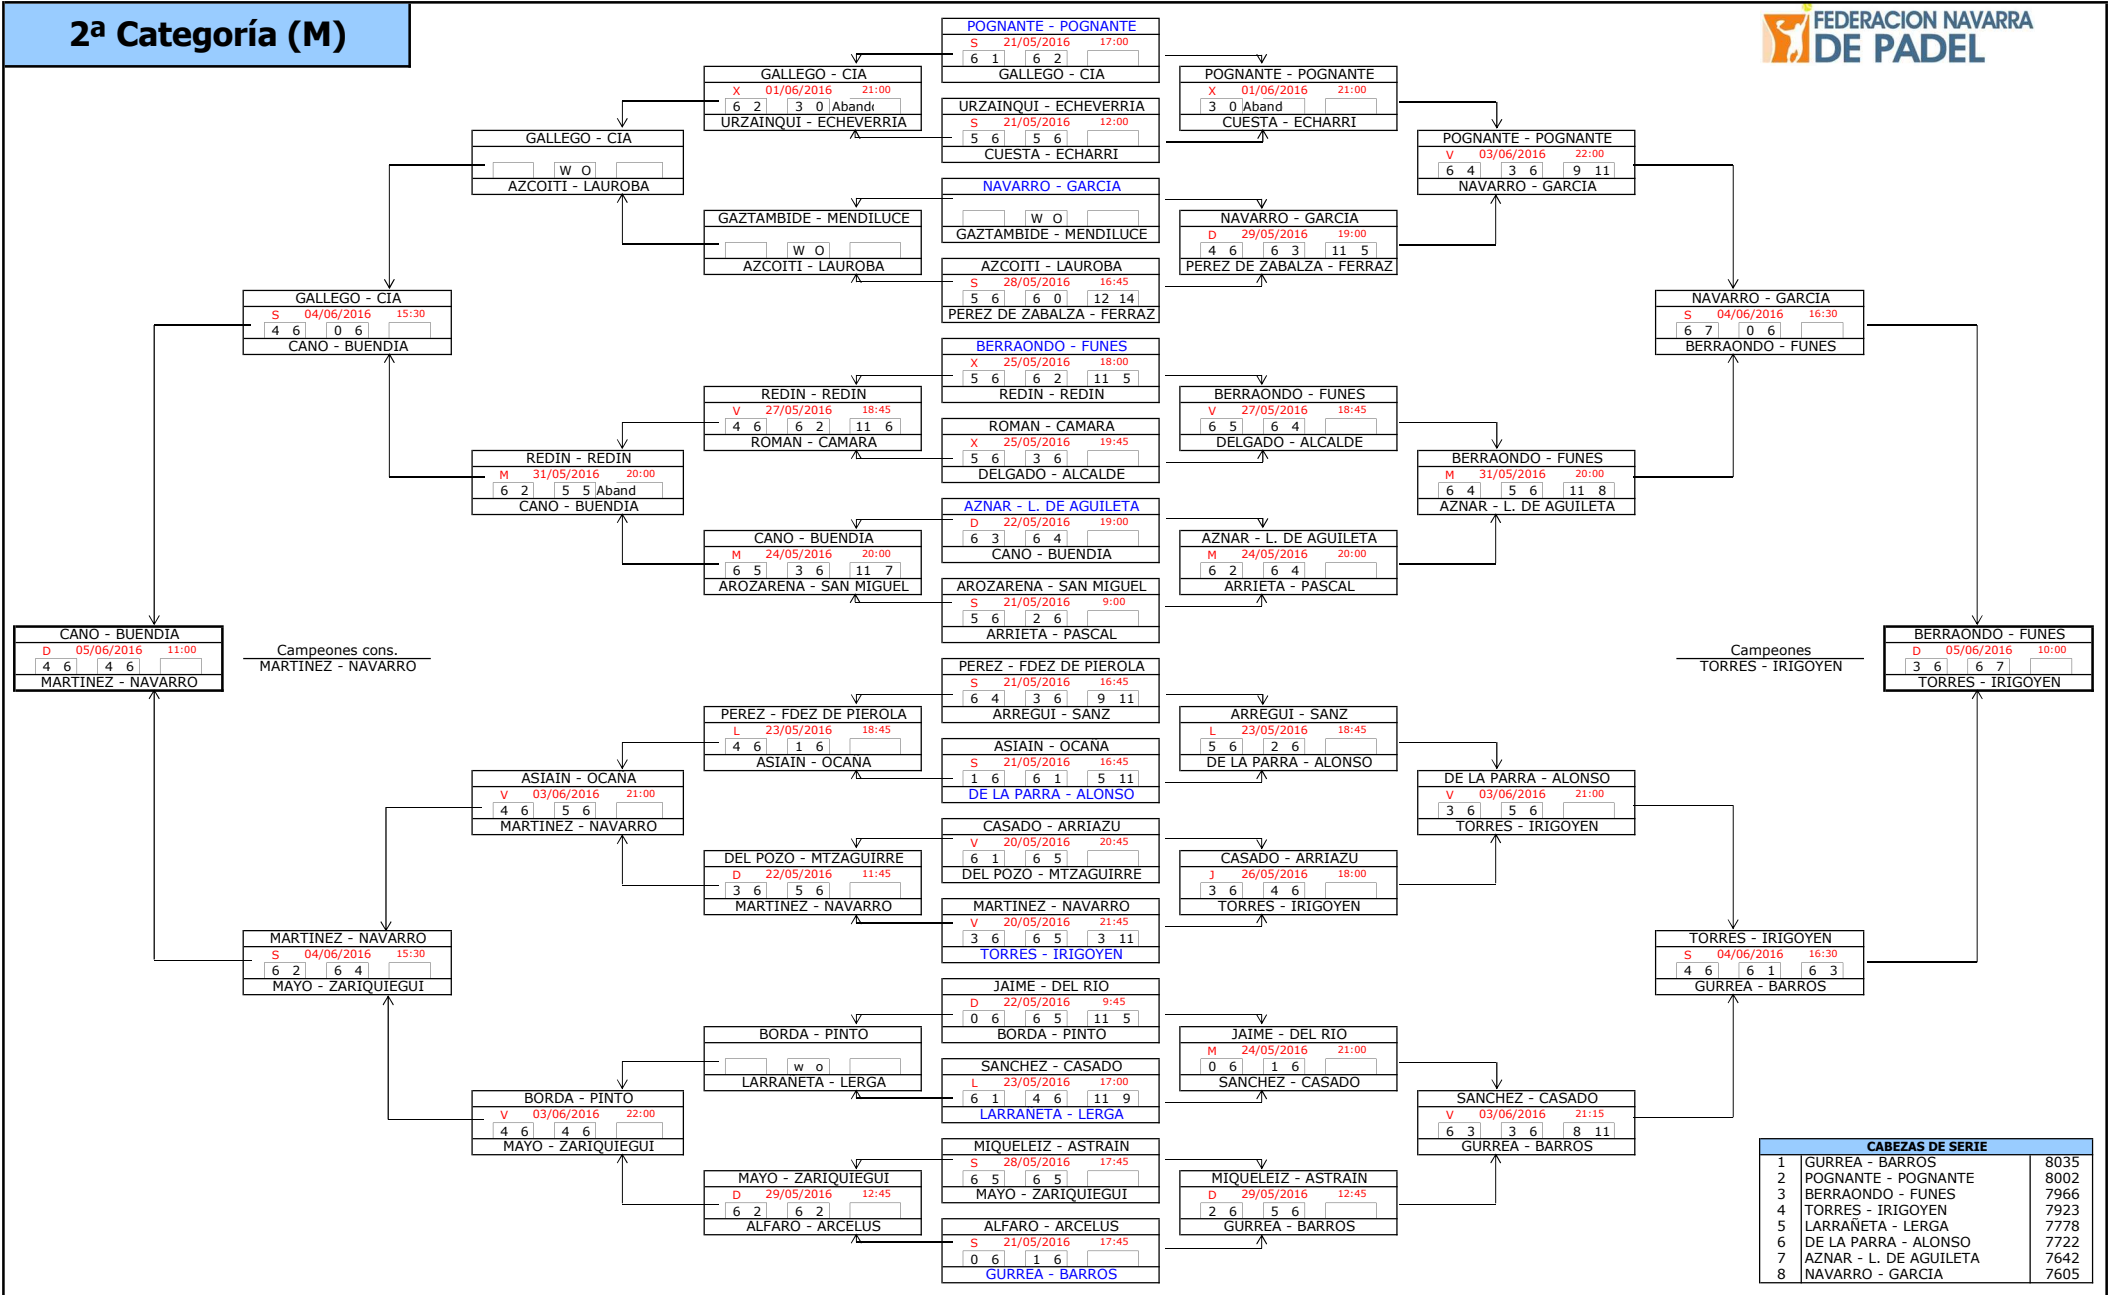 2ª Categoría (M)
FEDERACION NAVARRA
DE PADEL
CANO - BUENDIA
D 05/06/2016 11:00
4 6 4 6
MARTINEZ - NAVARRO
Campeones cons.
MARTINEZ - NAVARRO
GALLEGO - CIA
S 04/06/2016 15:30
4 6 0 6
CANO - BUENDIA
MARTINEZ - NAVARRO
S 04/06/2016 15:30
6 2 6 4
MAYO - ZARIQUIEGUI
GALLEGO - CIA
W O
AZCOITI - LAUROBA
REDIN - REDIN
M 31/05/2016 20:00
6 2 5 5 Aband
CANO - BUENDIA
ASIAIN - OCAÑA
V 03/06/2016 21:00
4 6 5 6
MARTINEZ - NAVARRO
BORDA - PINTO
V 03/06/2016 22:00
4 6 4 6
MAYO - ZARIQUIEGUI
GALLEGO - CIA
X 01/06/2016 21:00
6 2 3 0 Aband
URZAINQUI - ECHEVERRIA
GAZTAMBIDE - MENDILUCE
W O
AZCOITI - LAUROBA
REDIN - REDIN
V 27/05/2016 18:45
4 6 6 2 11 6
ROMAN - CAMARA
CANO - BUENDIA
M 24/05/2016 20:00
6 5 3 6 11 7
AROZARENA - SAN MIGUEL
PEREZ - FDEZ DE PIEROLA
L 23/05/2016 18:45
4 6 1 6
ASIAIN - OCAÑA
DEL POZO - MTZAGUIRRE
D 22/05/2016 11:45
3 6 5 6
MARTINEZ - NAVARRO
BORDA - PINTO
w o
LARRAÑETA - LERGA
MAYO - ZARIQUIEGUI
D 29/05/2016 12:45
6 2 6 2
ALFARO - ARCELUS
POGNANTE - POGNANTE
S 21/05/2016 17:00
6 1 6 2
GALLEGO - CIA
URZAINQUI - ECHEVERRIA
S 21/05/2016 12:00
5 6 5 6
CUESTA - ECHARRI
NAVARRO - GARCIA
W O
GAZTAMBIDE - MENDILUCE
AZCOITI - LAUROBA
S 28/05/2016 16:45
5 6 6 0 12 14
PEREZ DE ZABALZA - FERRAZ
BERRAONDO - FUNES
X 25/05/2016 18:00
5 6 6 2 11 5
REDIN - REDIN
ROMAN - CAMARA
X 25/05/2016 19:45
5 6 3 6
DELGADO - ALCALDE
AZNAR - L. DE AGUILETA
D 22/05/2016 19:00
6 3 6 4
CANO - BUENDIA
AROZARENA - SAN MIGUEL
S 21/05/2016 9:00
5 6 2 6
ARRIETA - PASCAL
PEREZ - FDEZ DE PIEROLA
S 21/05/2016 16:45
6 4 3 6 9 11
ARREGUI - SANZ
ASIAIN - OCAÑA
S 21/05/2016 16:45
1 6 6 1 5 11
DE LA PARRA - ALONSO
CASADO - ARRIAZU
V 20/05/2016 20:45
6 1 6 5
DEL POZO - MTZAGUIRRE
MARTINEZ - NAVARRO
V 20/05/2016 21:45
3 6 6 5 3 11
TORRES - IRIGOYEN
JAIME - DEL RIO
D 22/05/2016 9:45
0 6 6 5 11 5
BORDA - PINTO
SANCHEZ - CASADO
L 23/05/2016 17:00
6 1 4 6 11 9
LARRAÑETA - LERGA
MIQUELEIZ - ASTRAIN
S 28/05/2016 17:45
6 5 6 5
MAYO - ZARIQUIEGUI
ALFARO - ARCELUS
S 21/05/2016 17:45
0 6 1 6
GURREA - BARROS
POGNANTE - POGNANTE
X 01/06/2016 21:00
3 0 Aband
CUESTA - ECHARRI
NAVARRO - GARCIA
D 29/05/2016 19:00
4 6 6 3 11 5
PEREZ DE ZABALZA - FERRAZ
BERRAONDO - FUNES
V 27/05/2016 18:45
6 5 6 4
DELGADO - ALCALDE
AZNAR - L. DE AGUILETA
M 24/05/2016 20:00
6 2 6 4
ARRIETA - PASCAL
ARREGUI - SANZ
L 23/05/2016 18:45
5 6 2 6
DE LA PARRA - ALONSO
CASADO - ARRIAZU
J 26/05/2016 18:00
3 6 4 6
TORRES - IRIGOYEN
JAIME - DEL RIO
M 24/05/2016 21:00
0 6 1 6
SANCHEZ - CASADO
MIQUELEIZ - ASTRAIN
D 29/05/2016 12:45
2 6 5 6
GURREA - BARROS
POGNANTE - POGNANTE
V 03/06/2016 22:00
6 4 3 6 9 11
NAVARRO - GARCIA
BERRAONDO - FUNES
M 31/05/2016 20:00
6 4 5 6 11 8
AZNAR - L. DE AGUILETA
DE LA PARRA - ALONSO
V 03/06/2016 21:00
3 6 5 6
TORRES - IRIGOYEN
SANCHEZ - CASADO
V 03/06/2016 21:15
6 3 3 6 8 11
GURREA - BARROS
NAVARRO - GARCIA
S 04/06/2016 16:30
6 7 0 6
BERRAONDO - FUNES
TORRES - IRIGOYEN
S 04/06/2016 16:30
4 6 6 1 6 3
GURREA - BARROS
Campeones
TORRES - IRIGOYEN
BERRAONDO - FUNES
D 05/06/2016 10:00
3 6 6 7
TORRES - IRIGOYEN
CABEZAS DE SERIE
1 GURREA - BARROS 8035
2 POGNANTE - POGNANTE 8002
3 BERRAONDO - FUNES 7966
4 TORRES - IRIGOYEN 7923
5 LARRAÑETA - LERGA 7778
6 DE LA PARRA - ALONSO 7722
7 AZNAR - L. DE AGUILETA 7642
8 NAVARRO - GARCIA 7605